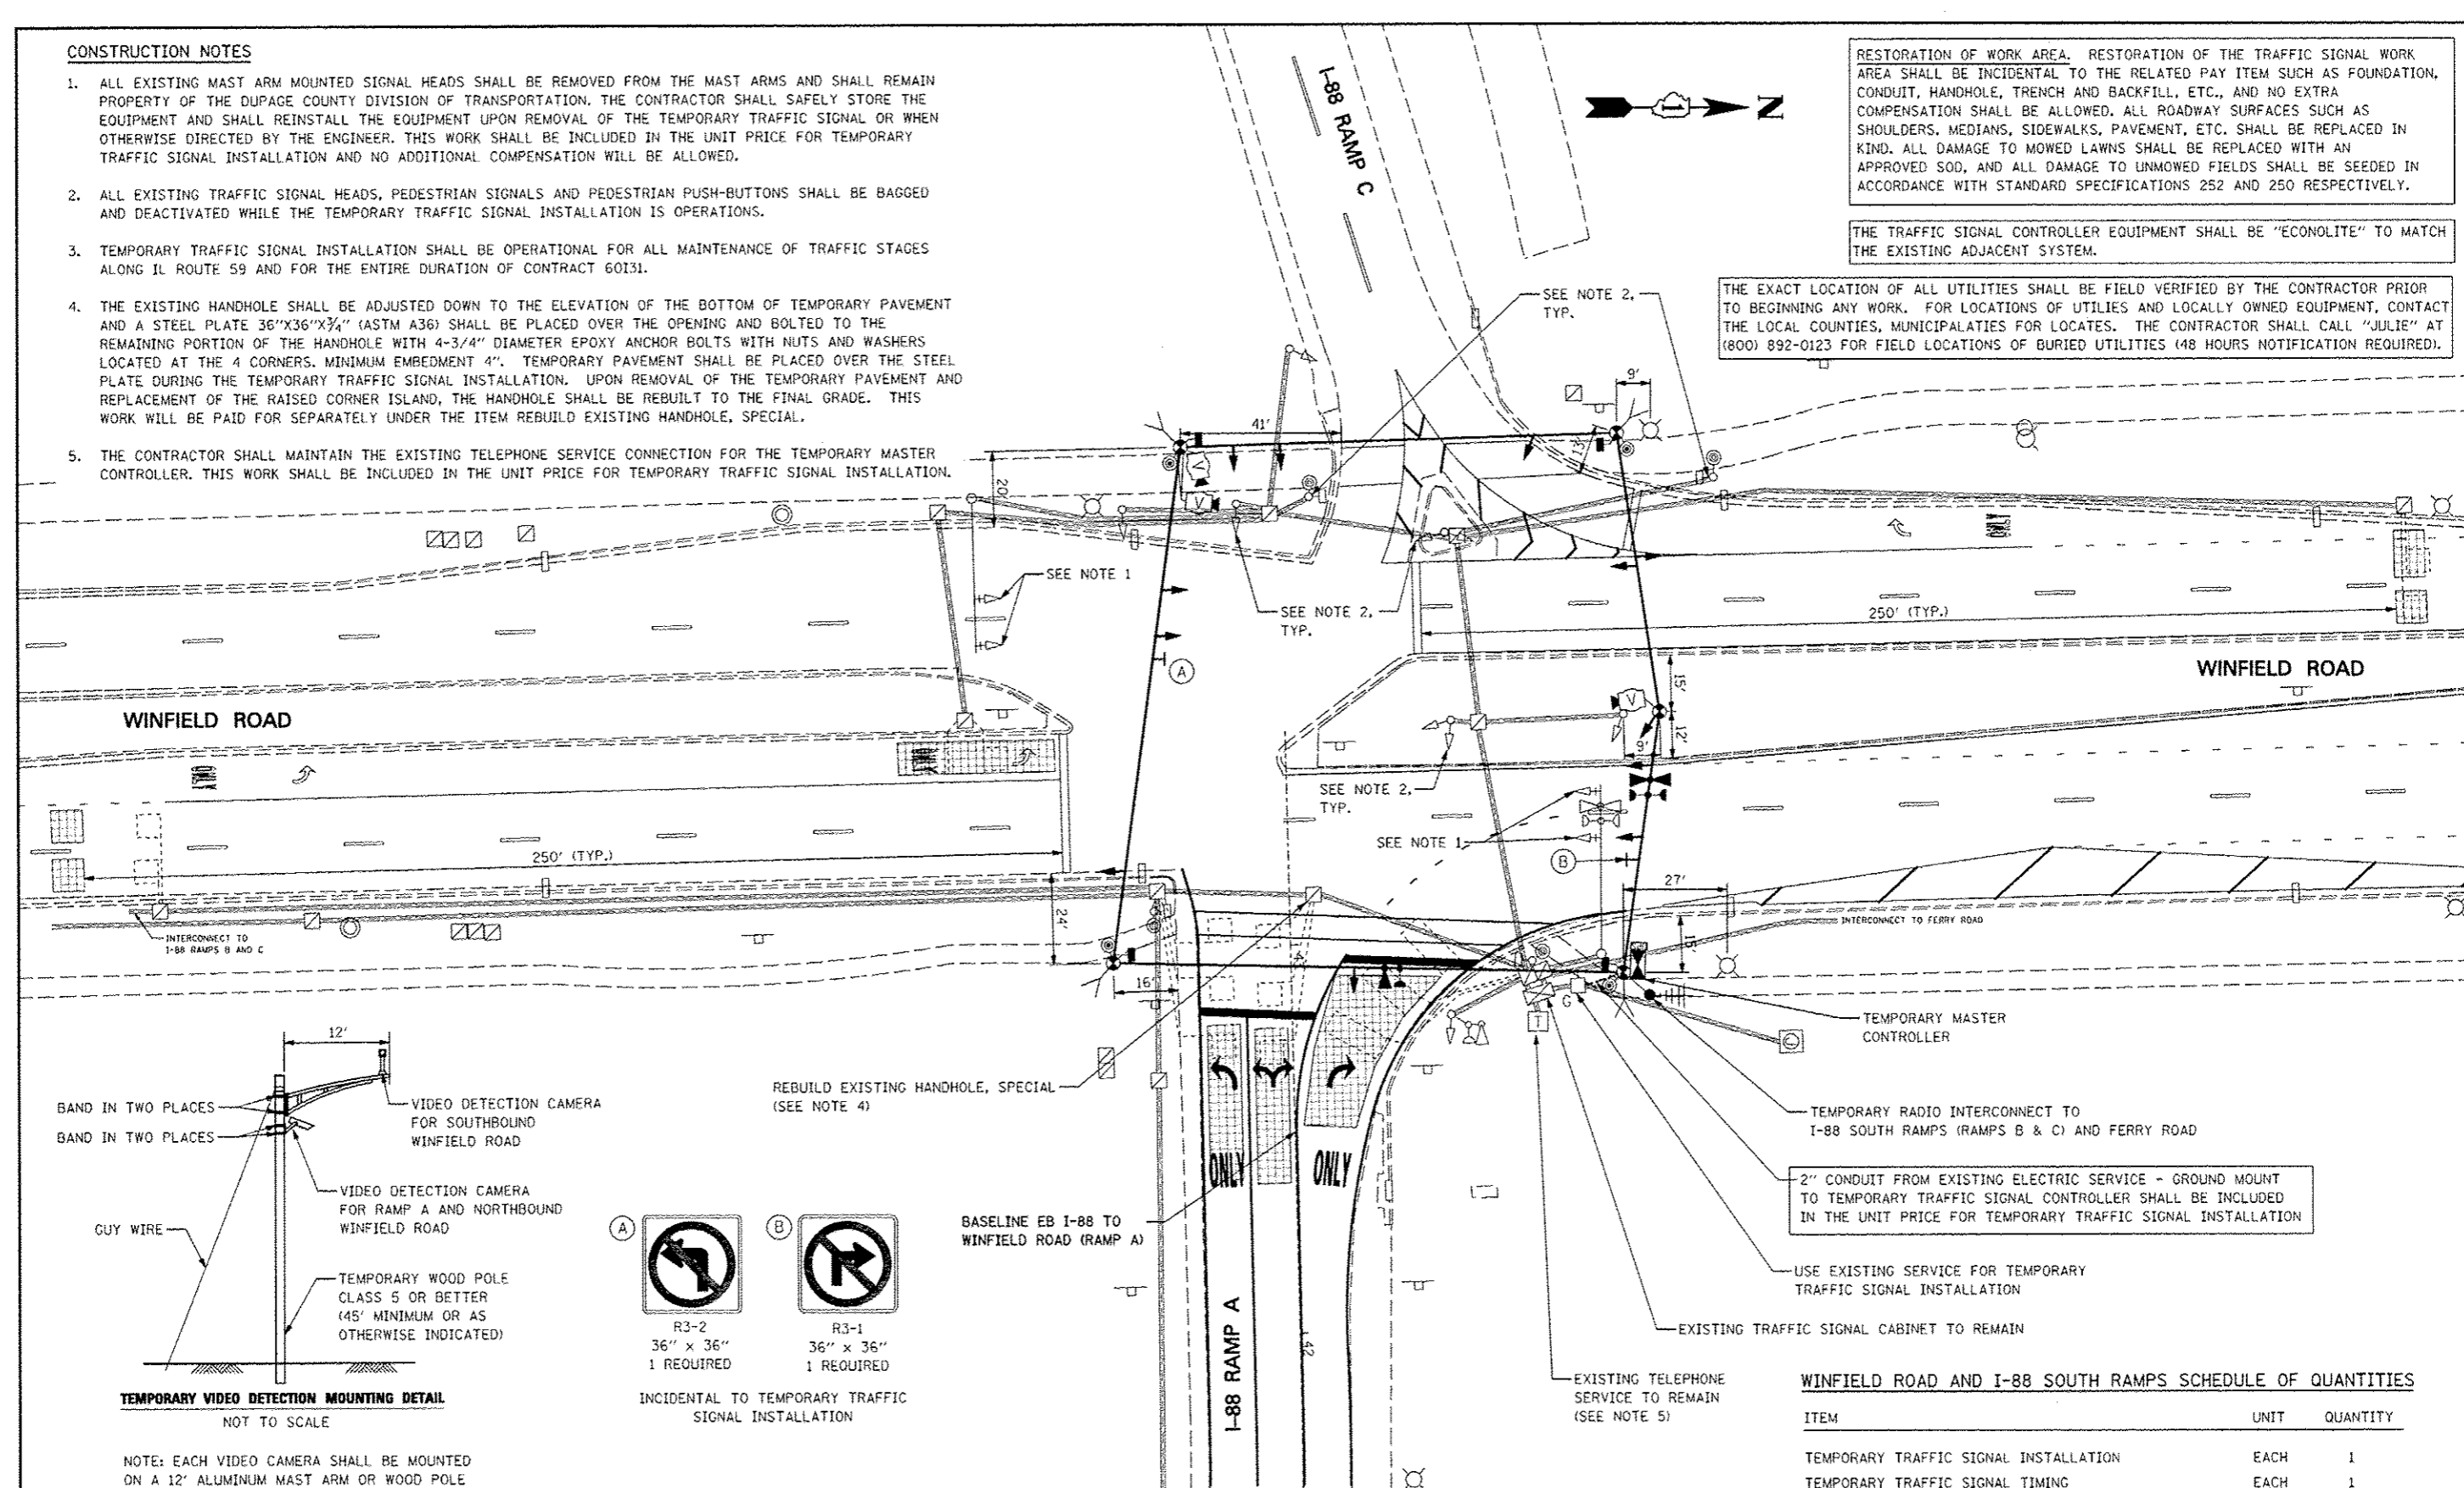 CONSTRUCTION NOTES
1. ALL EXISTING MAST ARM MOUNTED SIGNAL HEADS SHALL BE REMOVED FROM THE MAST ARMS AND SHALL REMAIN
PROPERTY OF THE DUPAGE COUNTY DIVISION OF TRANSPORTATION. THE CONTRACTOR SHALL SAFELY STORE THE
EQUIPMENT AND SHALL REINSTALL THE EQUIPMENT UPON REMOVAL OF THE TEMPORARY TRAFFIC SIGNAL OR WHEN
OTHERWISE DIRECTED BY THE ENGINEER. THIS WORK SHALL BE INCLUDED IN THE UNIT PRICE FOR TEMPORARY
TRAFFIC SIGNAL INSTALLATION AND NO ADDITIONAL COMPENSATION WILL BE ALLOWED.
2. ALL EXISTING TRAFFIC SIGNAL HEADS, PEDESTRIAN SIGNALS AND PEDESTRIAN PUSH-BUTTONS SHALL BE BAGGED
AND DEACTIVATED WHILE THE TEMPORARY TRAFFIC SIGNAL INSTALLATION IS OPERATIONS.
3. TEMPORARY TRAFFIC SIGNAL INSTALLATION SHALL BE OPERATIONAL FOR ALL MAINTENANCE OF TRAFFIC STAGES
ALONG IL ROUTE 59 AND FOR THE ENTIRE DURATION OF CONTRACT 60I31.
4. THE EXISTING HANDHOLE SHALL BE ADJUSTED DOWN TO THE ELEVATION OF THE BOTTOM OF TEMPORARY PAVEMENT
AND A STEEL PLATE 36"X36"X¾" (ASTM A36) SHALL BE PLACED OVER THE OPENING AND BOLTED TO THE
REMAINING PORTION OF THE HANDHOLE WITH 4-3/4" DIAMETER EPOXY ANCHOR BOLTS WITH NUTS AND WASHERS
LOCATED AT THE 4 CORNERS. MINIMUM EMBEDMENT 4". TEMPORARY PAVEMENT SHALL BE PLACED OVER THE STEEL
PLATE DURING THE TEMPORARY TRAFFIC SIGNAL INSTALLATION. UPON REMOVAL OF THE TEMPORARY PAVEMENT AND
REPLACEMENT OF THE RAISED CORNER ISLAND, THE HANDHOLE SHALL BE REBUILT TO THE FINAL GRADE. THIS
WORK WILL BE PAID FOR SEPARATELY UNDER THE ITEM REBUILD EXISTING HANDHOLE, SPECIAL.
5. THE CONTRACTOR SHALL MAINTAIN THE EXISTING TELEPHONE SERVICE CONNECTION FOR THE TEMPORARY MASTER
CONTROLLER. THIS WORK SHALL BE INCLUDED IN THE UNIT PRICE FOR TEMPORARY TRAFFIC SIGNAL INSTALLATION.
I-88 RAMP C
N
RESTORATION OF WORK AREA. RESTORATION OF THE TRAFFIC SIGNAL WORK
AREA SHALL BE INCIDENTAL TO THE RELATED PAY ITEM SUCH AS FOUNDATION,
CONDUIT, HANDHOLE, TRENCH AND BACKFILL, ETC., AND NO EXTRA
COMPENSATION SHALL BE ALLOWED. ALL ROADWAY SURFACES SUCH AS
SHOULDERS, MEDIANS, SIDEWALKS, PAVEMENT, ETC. SHALL BE REPLACED IN
KIND. ALL DAMAGE TO MOWED LAWNS SHALL BE REPLACED WITH AN
APPROVED SOD, AND ALL DAMAGE TO UNMOWED FIELDS SHALL BE SEEDED IN
ACCORDANCE WITH STANDARD SPECIFICATIONS 252 AND 250 RESPECTIVELY.
THE TRAFFIC SIGNAL CONTROLLER EQUIPMENT SHALL BE "ECONOLITE" TO MATCH
THE EXISTING ADJACENT SYSTEM.
THE EXACT LOCATION OF ALL UTILITIES SHALL BE FIELD VERIFIED BY THE CONTRACTOR PRIOR
TO BEGINNING ANY WORK. FOR LOCATIONS OF UTILIES AND LOCALLY OWNED EQUIPMENT, CONTACT
THE LOCAL COUNTIES, MUNICIPALATIES FOR LOCATES. THE CONTRACTOR SHALL CALL "JULIE" AT
(800) 892-0123 FOR FIELD LOCATIONS OF BURIED UTILITIES (48 HOURS NOTIFICATION REQUIRED).
SEE NOTE 2,
TYP.
9'
41'
13'
20'
V
V
ONLY
SEE NOTE 1
SEE NOTE 2,
TYP.
250' (TYP.)
A
WINFIELD ROAD
15'
V
12'
9'
WINFIELD ROAD
ONLY
ONLY
SEE NOTE 2,
TYP.
SEE NOTE 1
B
250' (TYP.)
27'
24'
INTERCONNECT TO
I-88 RAMPS B AND C
INTERCONNECT TO FERRY ROAD
15'
16'
G
T
TEMPORARY MASTER
CONTROLLER
12'
BAND IN TWO PLACES
BAND IN TWO PLACES
VIDEO DETECTION CAMERA
FOR SOUTHBOUND
WINFIELD ROAD
VIDEO DETECTION CAMERA
FOR RAMP A AND NORTHBOUND
WINFIELD ROAD
GUY WIRE
TEMPORARY WOOD POLE
CLASS 5 OR BETTER
(45' MINIMUM OR AS
OTHERWISE INDICATED)
TEMPORARY VIDEO DETECTION MOUNTING DETAIL
NOT TO SCALE
NOTE: EACH VIDEO CAMERA SHALL BE MOUNTED
ON A 12' ALUMINUM MAST ARM OR WOOD POLE
REBUILD EXISTING HANDHOLE, SPECIAL
(SEE NOTE 4)
A
B
R3-2
36" x 36"
1 REQUIRED
R3-1
36" x 36"
1 REQUIRED
INCIDENTAL TO TEMPORARY TRAFFIC
SIGNAL INSTALLATION
BASELINE EB I-88 TO
WINFIELD ROAD (RAMP A)
ONLY
ONLY
I-88 RAMP A
42
TEMPORARY RADIO INTERCONNECT TO
I-88 SOUTH RAMPS (RAMPS B & C) AND FERRY ROAD
2" CONDUIT FROM EXISTING ELECTRIC SERVICE - GROUND MOUNT
TO TEMPORARY TRAFFIC SIGNAL CONTROLLER SHALL BE INCLUDED
IN THE UNIT PRICE FOR TEMPORARY TRAFFIC SIGNAL INSTALLATION
USE EXISTING SERVICE FOR TEMPORARY
TRAFFIC SIGNAL INSTALLATION
EXISTING TRAFFIC SIGNAL CABINET TO REMAIN
EXISTING TELEPHONE
SERVICE TO REMAIN
(SEE NOTE 5)
WINFIELD ROAD AND I-88 SOUTH RAMPS SCHEDULE OF QUANTITIES
ITEM UNIT QUANTITY
TEMPORARY TRAFFIC SIGNAL INSTALLATION EACH 1
TEMPORARY TRAFFIC SIGNAL TIMING EACH 1